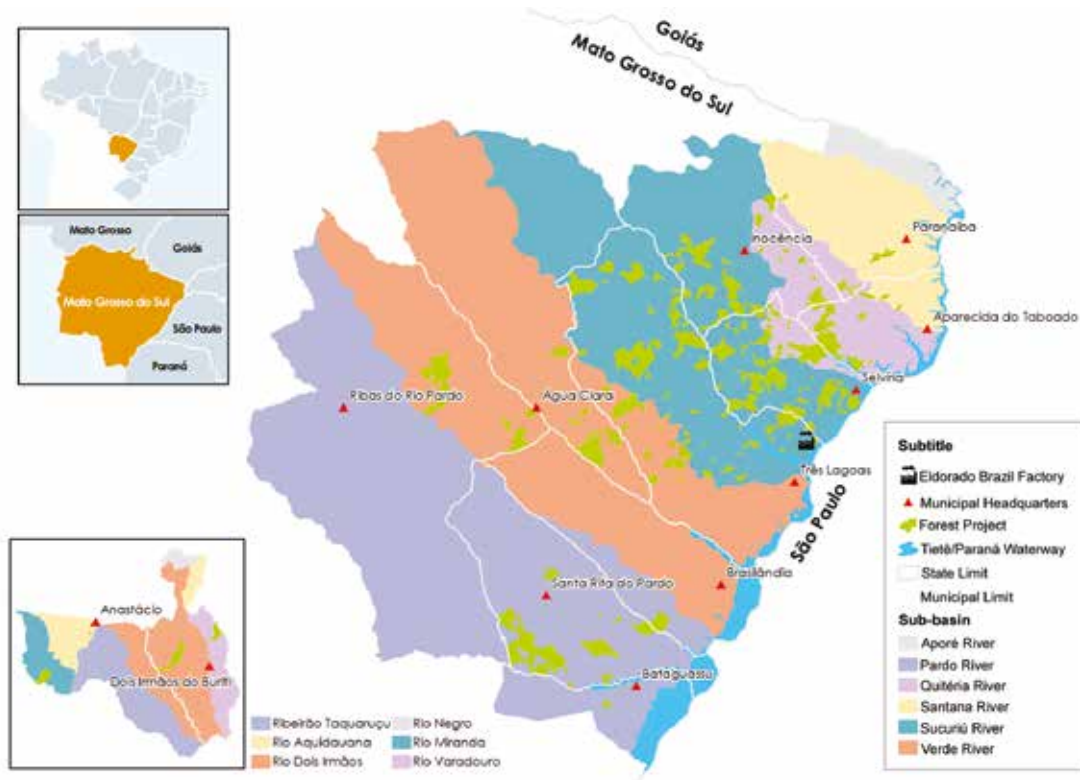 Goiás
Mato Grosso do Sul
Mato Grosso
Goiás
Mato Grosso do Sul
São Paulo
Paraná
Paranaíba
Inocência
Aparecida do Taboado
Selvíria
Ribas do Rio Pardo
Água Clara
Três Lagoas
São Paulo
Brasilândia
Santa Rita do Pardo
Bataguassu
Anastácio
Dois Irmãos do Buriti
Ribeirão Taquaruçu
Rio Aquidauana
Rio Dois Irmãos
Rio Negro
Rio Miranda
Rio Varadouro
Subtitle
Eldorado Brazil Factory
Municipal Headquarters
Forest Project
Tietê/Paraná Waterway
State Limit
Municipal Limit
Sub-basin
Aporé River
Pardo River
Quitéria River
Santana River
Sucuriú River
Verde River